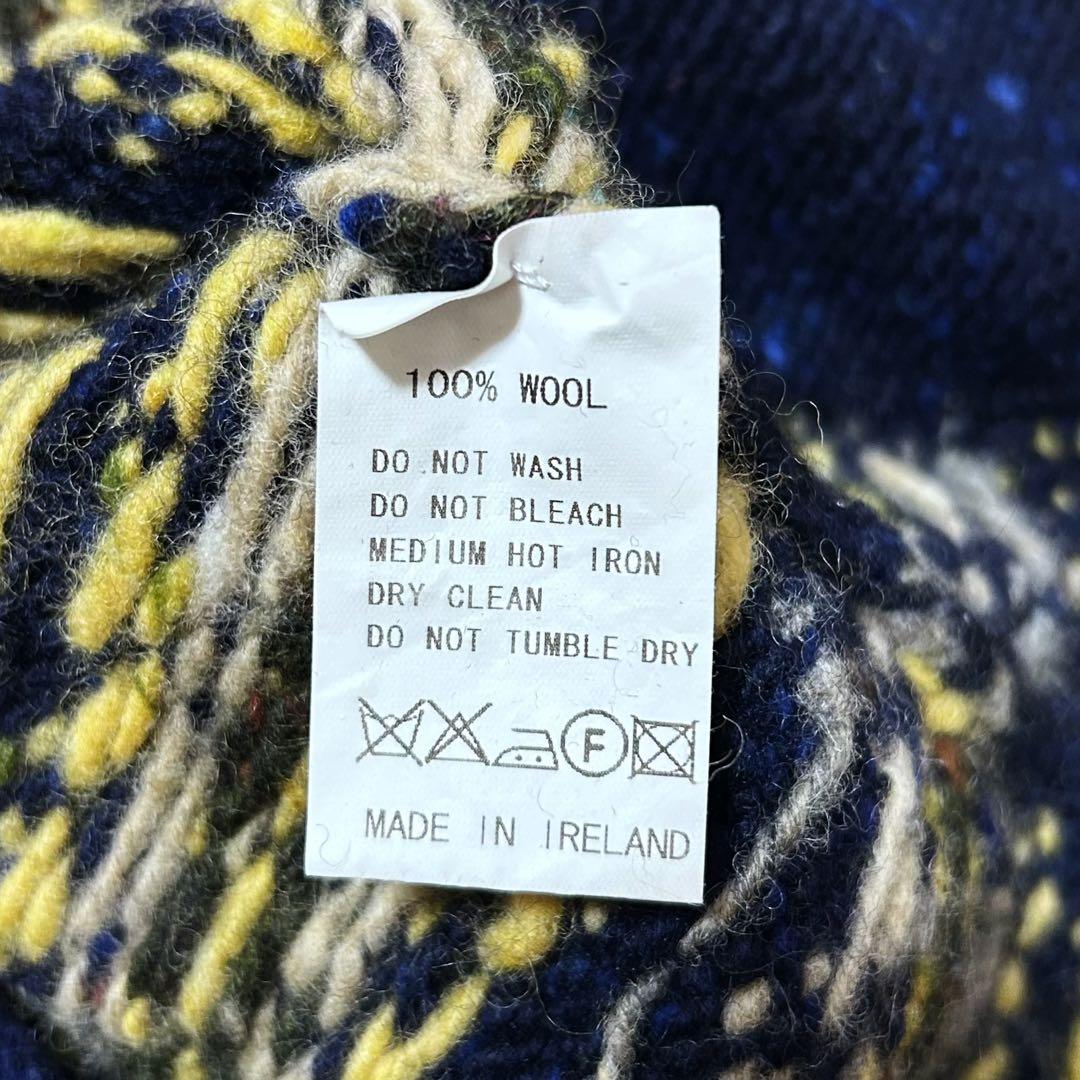 100% WOOL
DO NOT WASH
DO NOT BLEACH
MEDIUM HOT IRON
DRY CLEAN
DO NOT TUMBLE DRY
F
MADE IN IRELAND